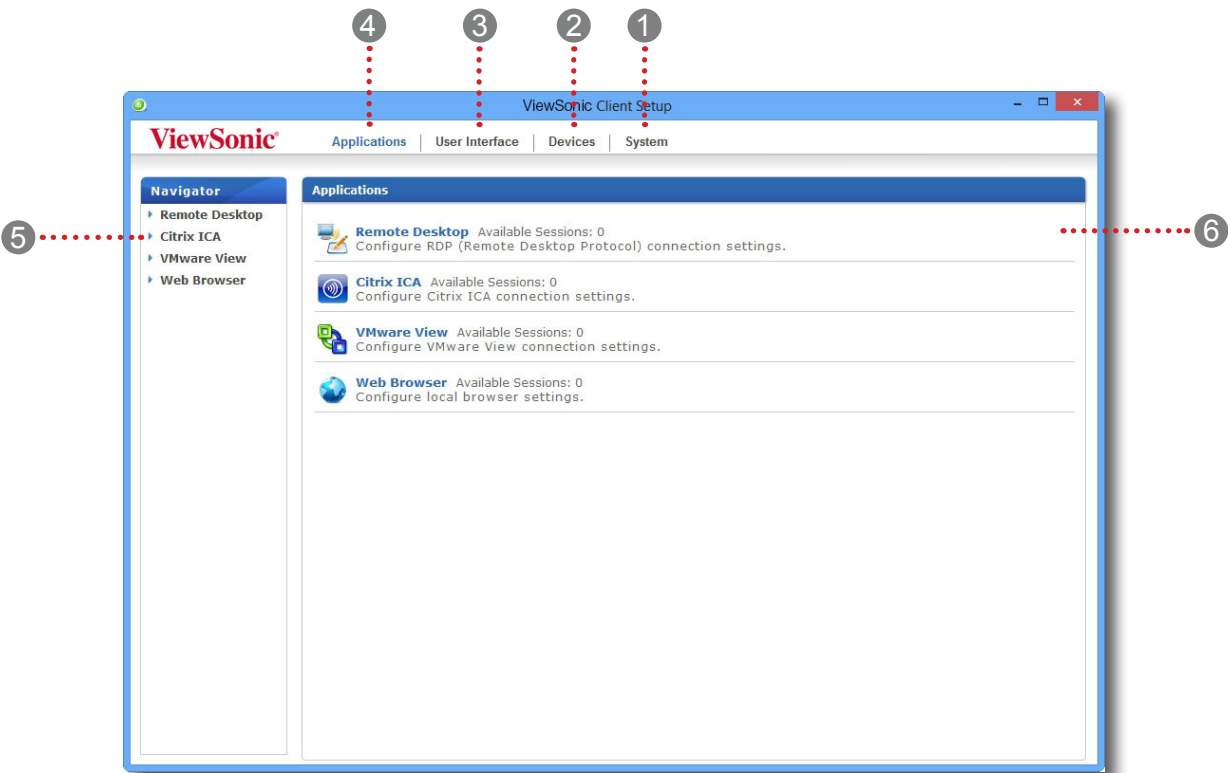 4 3 2 1
ViewSonic Client Setup
ViewSonic®
Applications | User Interface | Devices | System
Navigator
Remote Desktop
Citrix ICA
VMware View
Web Browser
5
Applications
Remote Desktop Available Sessions: 0
Configure RDP (Remote Desktop Protocol) connection settings.
Citrix ICA Available Sessions: 0
Configure Citrix ICA connection settings.
VMware View Available Sessions: 0
Configure VMware View connection settings.
Web Browser Available Sessions: 0
Configure local browser settings.
6